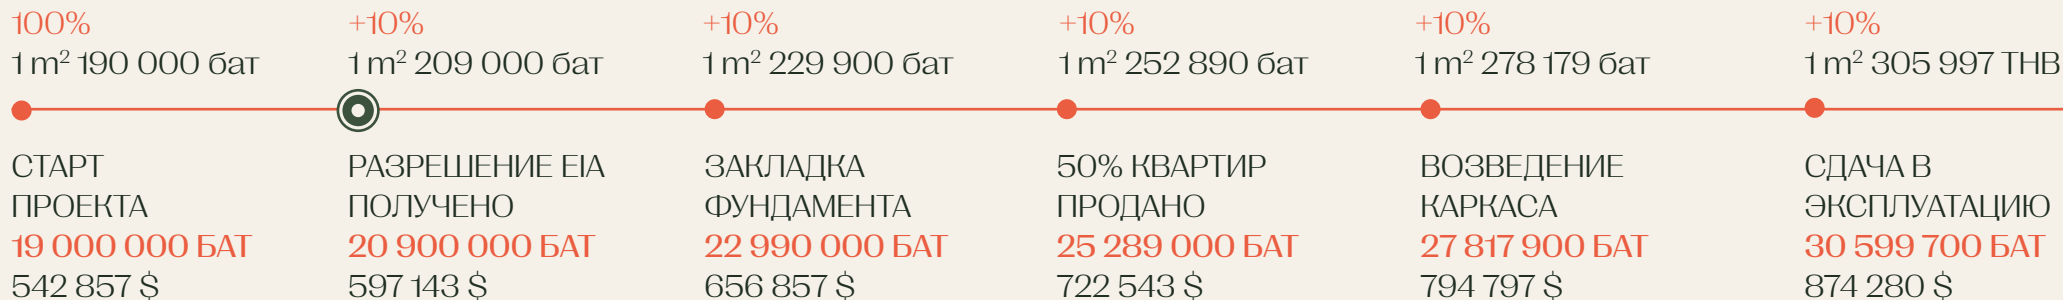 100%
1 m² 190 000 бат
СТАРТ
ПРОЕКТА
19 000 000 БАТ
542 857 $
+10%
1 m² 209 000 бат
РАЗРЕШЕНИЕ EIA
ПОЛУЧЕНО
20 900 000 БАТ
597 143 $
+10%
1 m² 229 900 бат
ЗАКЛАДКА
ФУНДАМЕНТА
22 990 000 БАТ
656 857 $
+10%
1 m² 252 890 бат
50% КВАРТИР
ПРОДАНО
25 289 000 БАТ
722 543 $
+10%
1 m² 278 179 бат
ВОЗВЕДЕНИЕ
КАРКАСА
27 817 900 БАТ
794 797 $
+10%
1 m² 305 997 THB
СДАЧА В
ЭКСПЛУАТАЦИЮ
30 599 700 БАТ
874 280 $